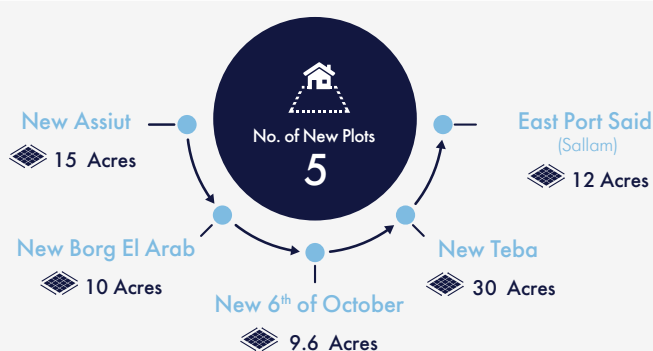 No. of New Plots
5
New Assiut
15 Acres
New Borg El Arab
10 Acres
New 6th of October
9.6 Acres
New Teba
30 Acres
East Port Said
(Sallam)
12 Acres